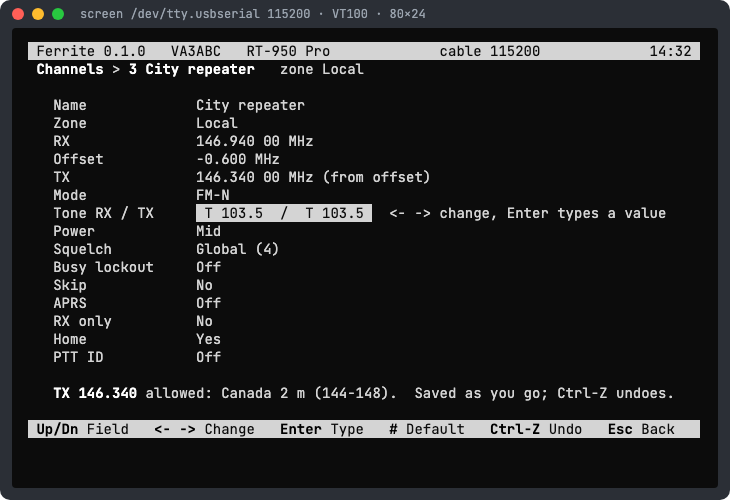 screen /dev/tty.usbserial 115200 · VT100 · 80×24
Ferrite 0.1.0 VA3ABC RT-950 Pro cable 115200 14:32
Channels > 3 City repeater zone Local
Name City repeater
Zone Local
RX 146.940 00 MHz
Offset -0.600 MHz
TX 146.340 00 MHz (from offset)
Mode FM-N
Tone RX / TX T 103.5 / T 103.5 <- -> change, Enter types a value
Power Mid
Squelch Global (4)
Busy lockout Off
Skip No
APRS Off
RX only No
Home Yes
PTT ID Off
TX 146.340 allowed: Canada 2 m (144-148). Saved as you go; Ctrl-Z undoes.
Up/Dn Field <- -> Change Enter Type # Default Ctrl-Z Undo Esc Back